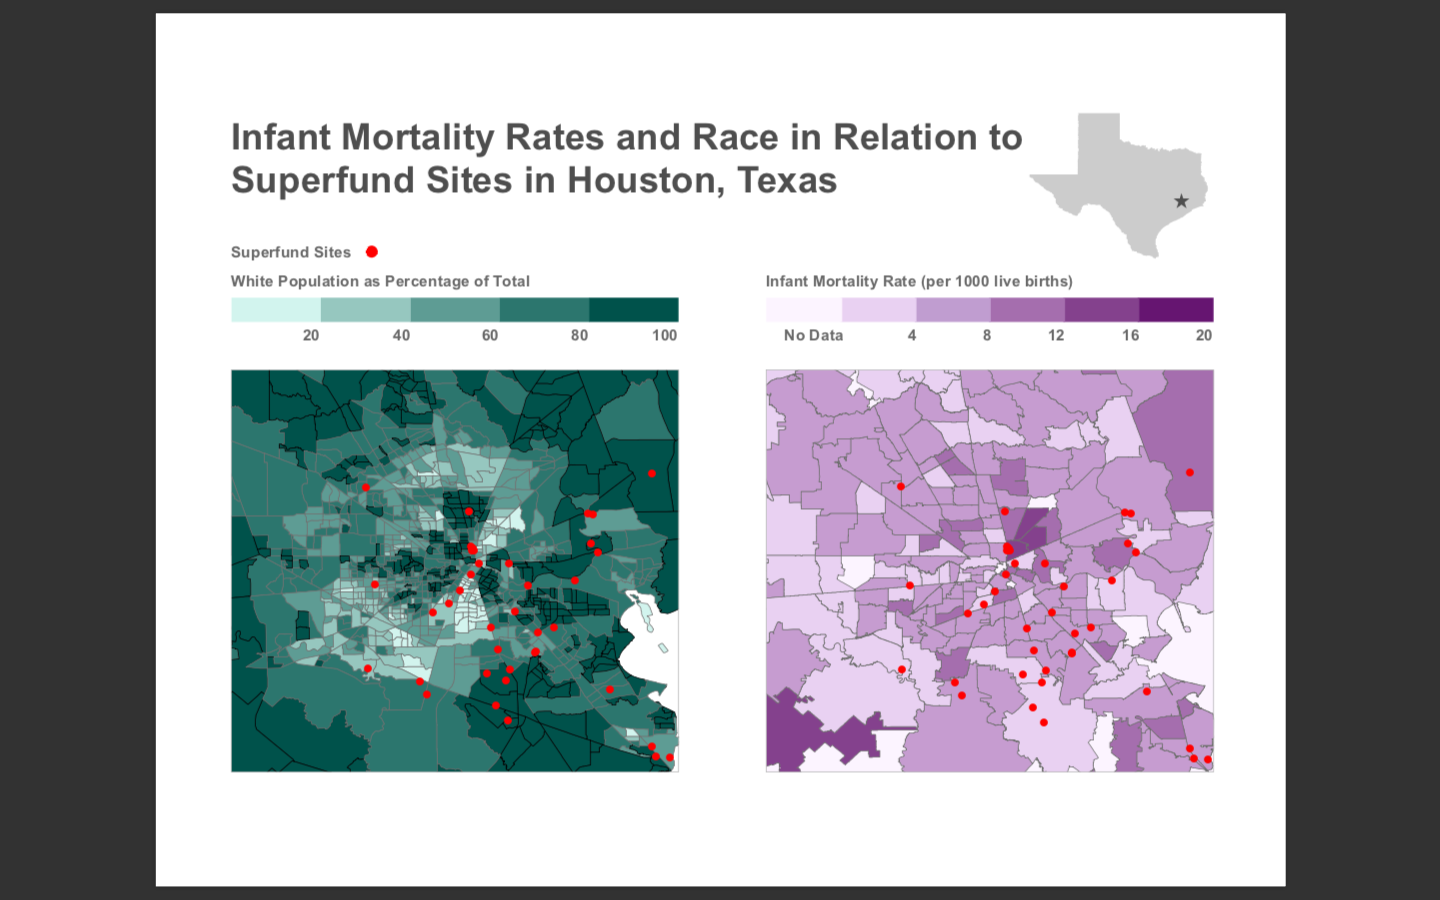 Infant Mortality Rates and Race in Relation to
Superfund Sites in Houston, Texas
Superfund Sites
White Population as Percentage of Total
20 40 60 80 100
Infant Mortality Rate (per 1000 live births)
No Data 4 8 12 16 20